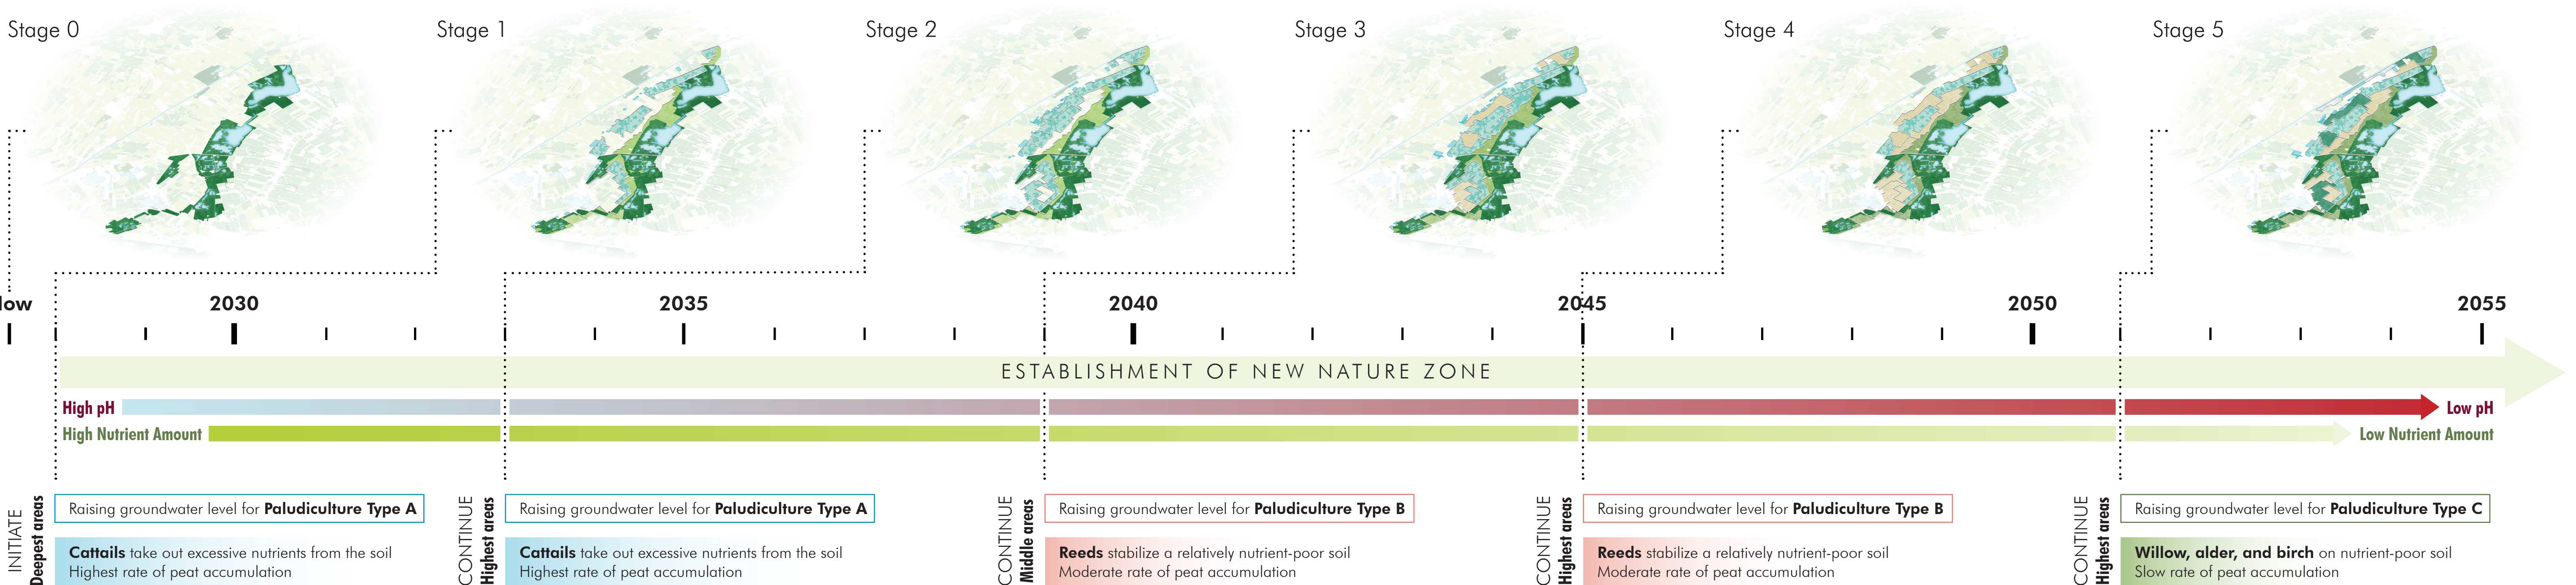 Stage 0
Stage 1
Stage 2
Stage 3
Stage 4
Stage 5
2030
2035
2040
2045
2050
2055
ESTABLISHMENT OF NEW NATURE ZONE
High pH
Low pH
High Nutrient Amount
Low Nutrient Amount
INITIATE
Deepest areas
Raising groundwater level for Paludiculture Type A
Cattails take out excessive nutrients from the soil
Highest rate of peat accumulation
CONTINUE
Highest areas
Raising groundwater level for Paludiculture Type A
Cattails take out excessive nutrients from the soil
Highest rate of peat accumulation
CONTINUE
Middle areas
Raising groundwater level for Paludiculture Type B
Reeds stabilize a relatively nutrient-poor soil
Moderate rate of peat accumulation
CONTINUE
Highest areas
Raising groundwater level for Paludiculture Type B
Reeds stabilize a relatively nutrient-poor soil
Moderate rate of peat accumulation
CONTINUE
Highest areas
Raising groundwater level for Paludiculture Type C
Willow, alder, and birch on nutrient-poor soil
Slow rate of peat accumulation